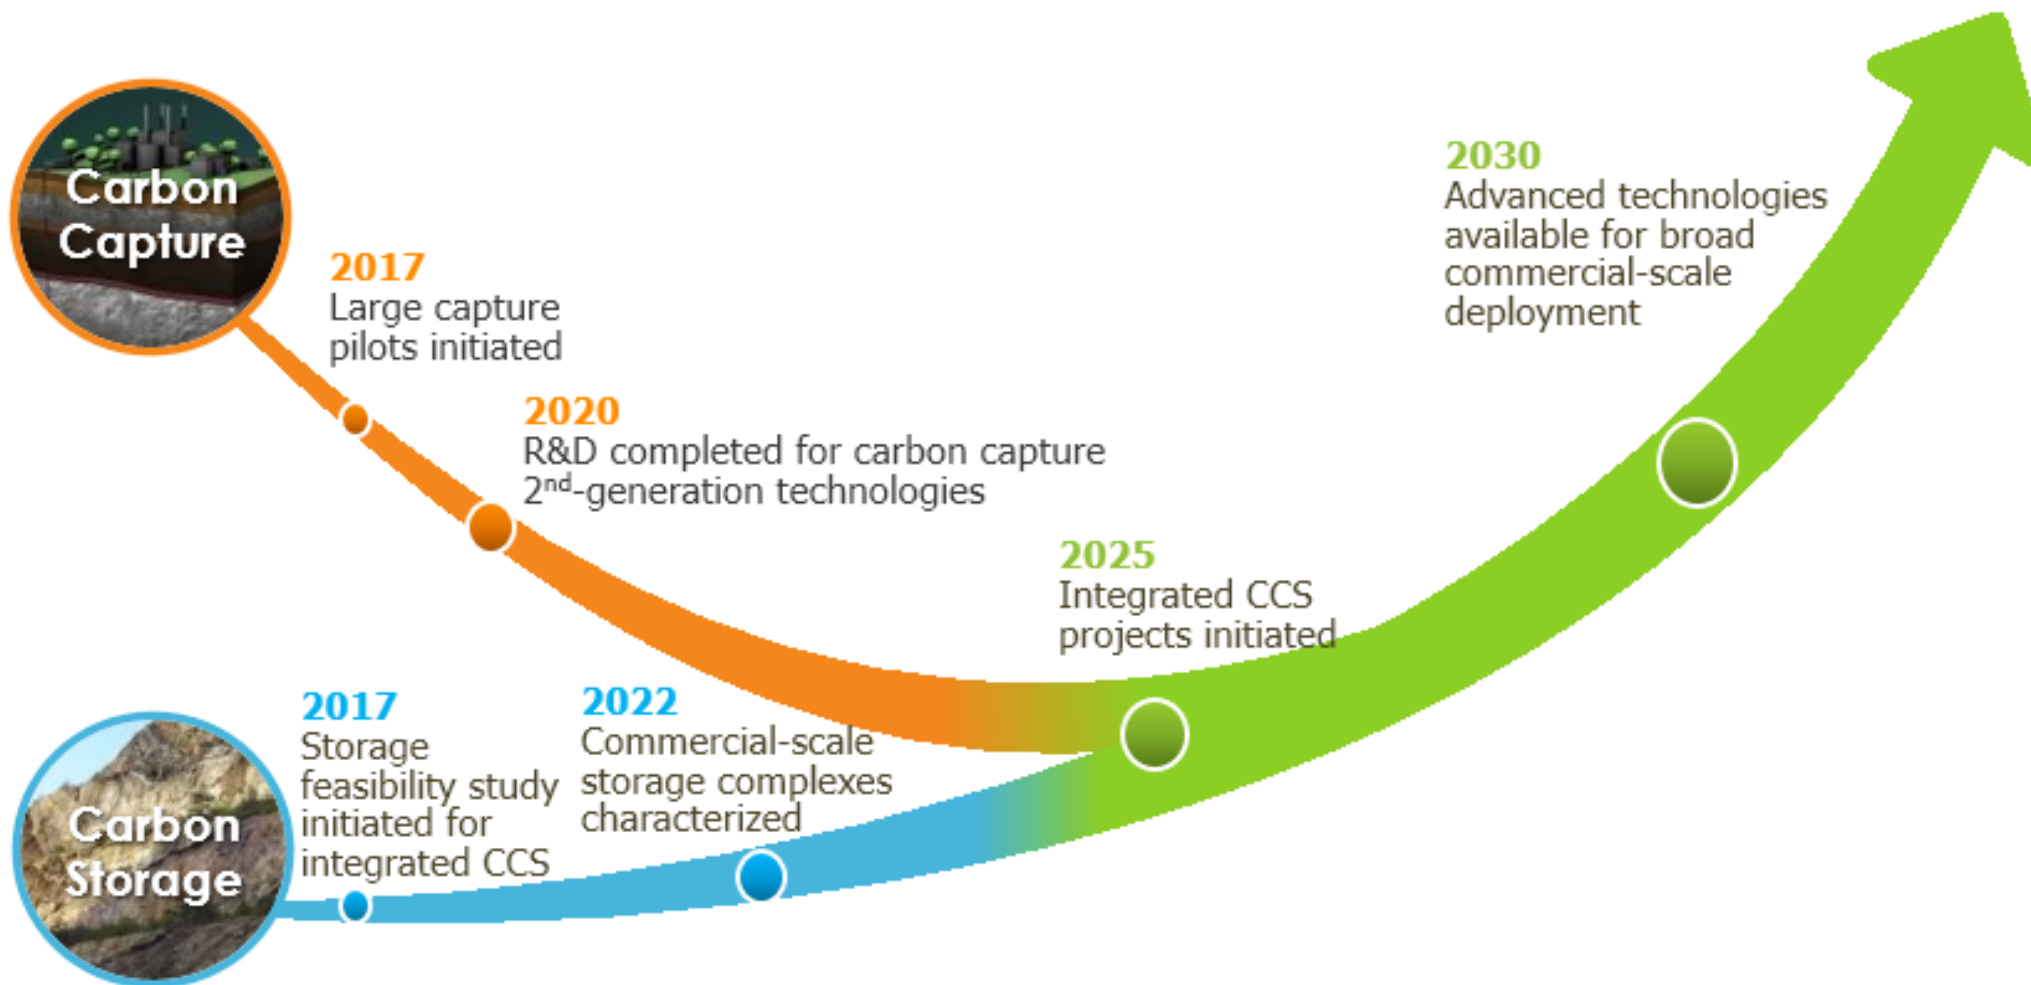 Carbon
Capture
2017
Large capture
pilots initiated
2020
R&D completed for carbon capture
2nd-generation technologies
2030
Advanced technologies
available for broad
commercial-scale
deployment
2025
Integrated CCS
projects initiated
Carbon
Storage
2017
Storage
feasibility study
initiated for
integrated CCS
2022
Commercial-scale
storage complexes
characterized